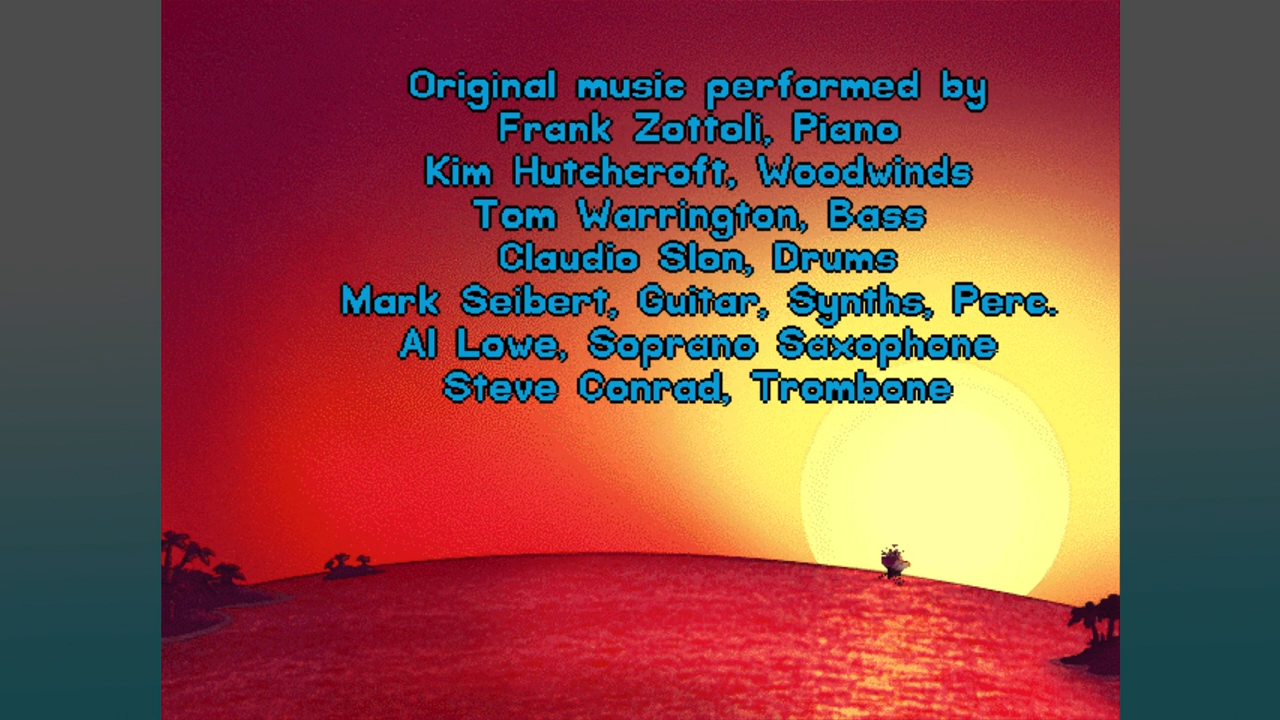 Original music performed by
Frank Zottoli, Piano
Kim Hutchcroft, Woodwinds
Tom Warrington, Bass
Claudio Slon, Drums
Mark Seibert, Guitar, Synths, Perc.
Al Lowe, Soprano Saxophone
Steve Conrad, Trombone